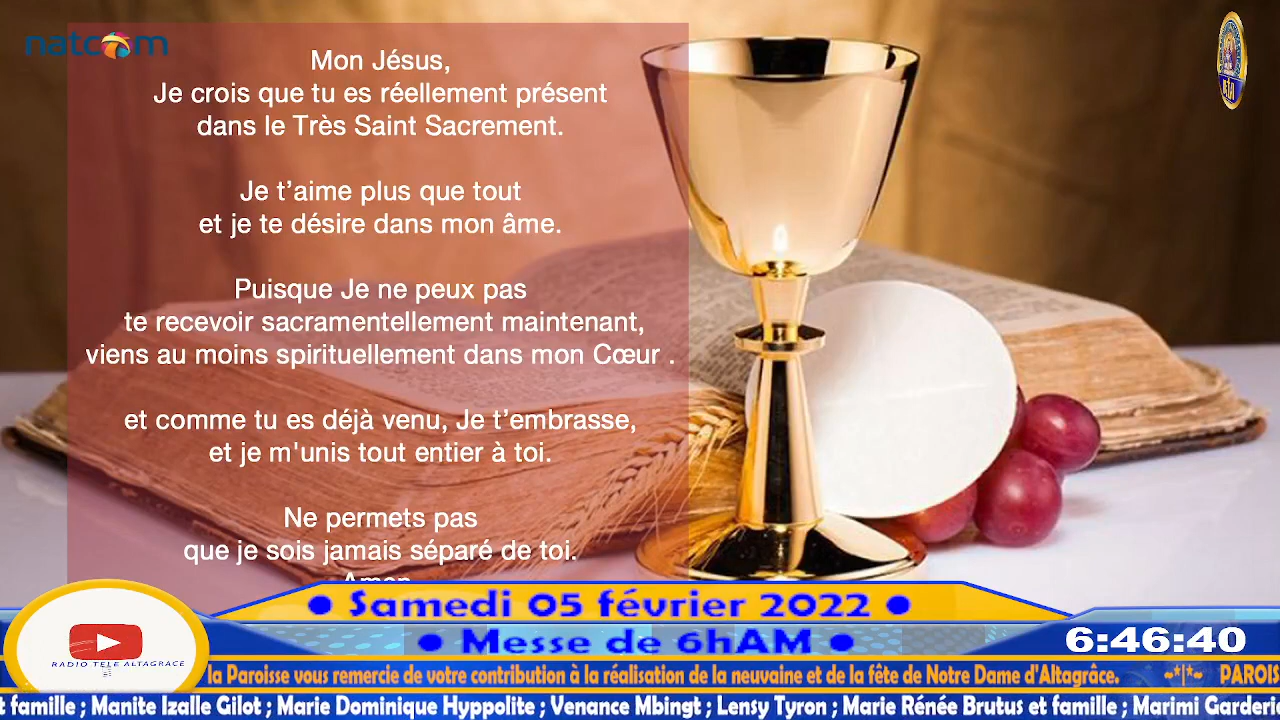 natcom
Mon Jésus,
Je crois que tu es réellement présent
dans le Très Saint Sacrement.
Je t’aime plus que tout
et je te désire dans mon âme.
Puisque Je ne peux pas
te recevoir sacramentellement maintenant,
viens au moins spirituellement dans mon Cœur .
et comme tu es déjà venu, Je t’embrasse,
et je m'unis tout entier à toi.
Ne permets pas
que je sois jamais séparé de toi.
Amen
● Samedi 05 février 2022 ●
● Messe de 6hAM ●
6:46:40
RADIO TELE ALTAGRACE
la Paroisse vous remercie de votre contribution à la réalisation de la neuvaine et de la fête de Notre Dame d'Altagrâce. PAROIS
t famille ; Manite Izalle Gilot ; Marie Dominique Hyppolite ; Venance Mbingt ; Lensy Tyron ; Marie Rénée Brutus et famille ; Marimi Garderie